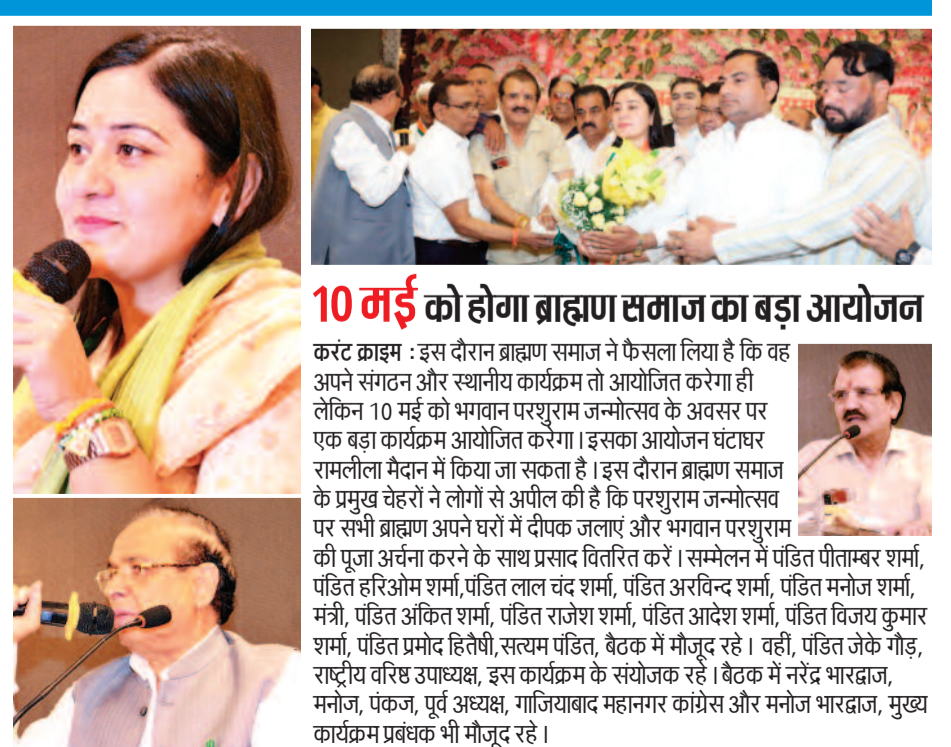 10 मई को होगा ब्राह्मण समाज का बड़ा आयोजन
करंट क्राइम : इस दौरान ब्राह्मण समाज ने फैसला लिया है कि वह
अपने संगठन और स्थानीय कार्यक्रम तो आयोजित करेगा ही
लेकिन 10 मई को भगवान परशुराम जन्मोत्सव के अवसर पर
एक बड़ा कार्यक्रम आयोजित करेगा। इसका आयोजन घंटाघर
रामलीला मैदान में किया जा सकता है। इस दौरान ब्राह्मण समाज
के प्रमुख चेहरों ने लोगों से अपील की है कि परशुराम जन्मोत्सव
पर सभी ब्राह्मण अपने घरों में दीपक जलाएं और भगवान परशुराम
की पूजा अर्चना करने के साथ प्रसाद वितरित करें। सम्मेलन में पंडित पीताम्बर शर्मा,
पंडित हरिओम शर्मा,पंडित लाल चंद शर्मा, पंडित अरविन्द शर्मा, पंडित मनोज शर्मा,
मंत्री, पंडित अंकित शर्मा, पंडित राजेश शर्मा, पंडित आदेश शर्मा, पंडित विजय कुमार
शर्मा, पंडित प्रमोद हितैषी,सत्यम पंडित, बैठक में मौजूद रहे। वहीं, पंडित जेके गौड़,
राष्ट्रीय वरिष्ठ उपाध्यक्ष, इस कार्यक्रम के संयोजक रहे। बैठक में नरेंद्र भारद्वाज,
मनोज, पंकज, पूर्व अध्यक्ष, गाजियाबाद महानगर कांग्रेस और मनोज भारद्वाज, मुख्य
कार्यक्रम प्रबंधक भी मौजूद रहे।